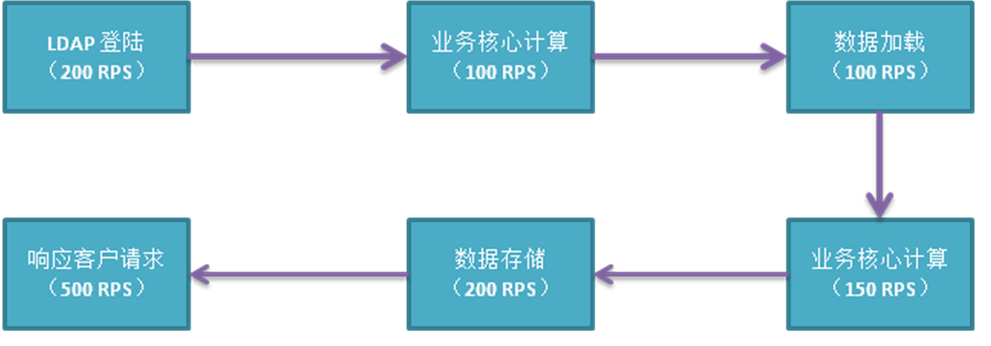 LDAP 登陆
（200 RPS）
业务核心计算
（100 RPS）
数据加载
（100 RPS）
业务核心计算
（150 RPS）
数据存储
（200 RPS）
响应客户请求
（500 RPS）